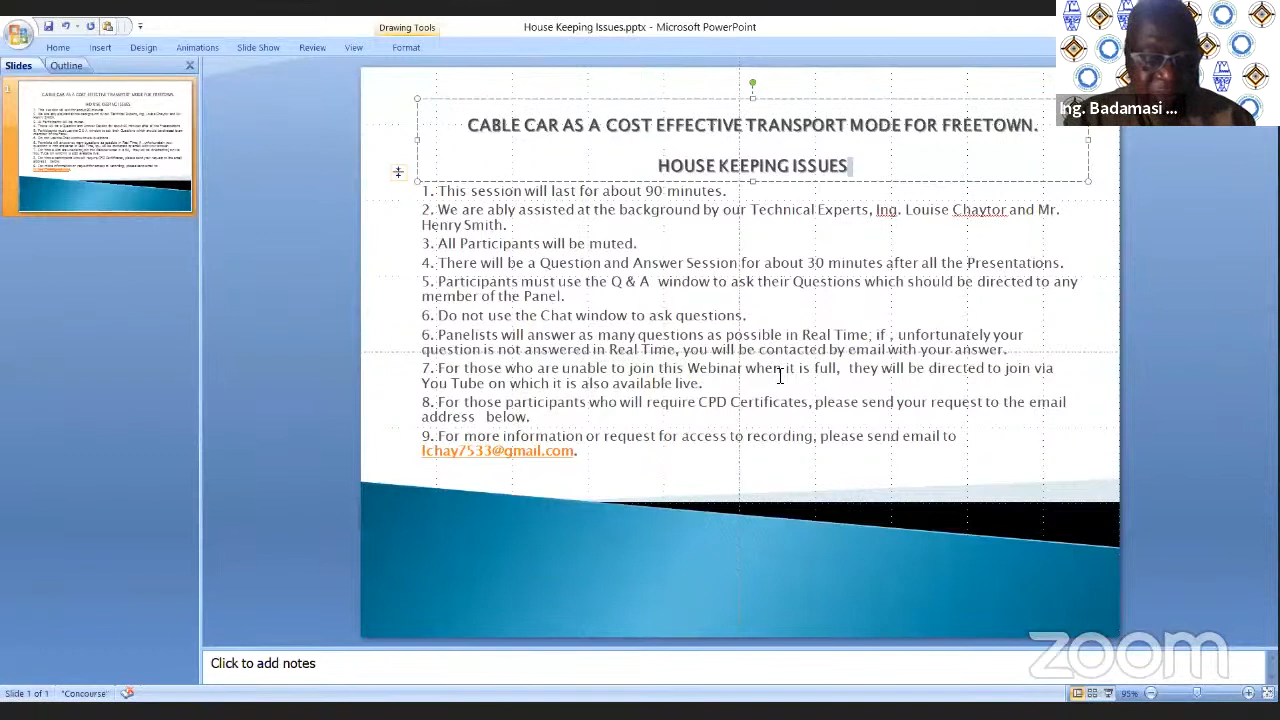 House Keeping Issues.pptx - Microsoft PowerPoint
Drawing Tools
Home Insert Design Animations Slide Show Review View Format
Slides Outline
Ing. Badamasi ...
1
CABLE CAR AS A COST EFFECTIVE TRANSPORT MODE FOR FREETOWN.
HOUSE KEEPING ISSUES
1. This session will last for about 90 minutes.
2. We are ably assisted at the background by our Technical Experts, Ing. Louise Chaytor and Mr.
Henry Smith.
3. All Participants will be muted.
4. There will be a Question and Answer Session for about 30 minutes after all the Presentations.
5. Participants must use the Q & A window to ask their Questions which should be directed to any
member of the Panel.
6. Do not use the Chat window to ask questions.
6. Panelists will answer as many questions as possible in Real Time; if , unfortunately your
question is not answered in Real Time, you will be contacted by email with your answer.
7. For those who are unable to join this Webinar when it is full, they will be directed to join via
You Tube on which it is also available live.
8. For those participants who will require CPD Certificates, please send your request to the email
address below.
9. For more information or request for access to recording, please send email to
lchay7533@gmail.com.
zoom
Click to add notes
Slide 1 of 1 "Concourse" 95%